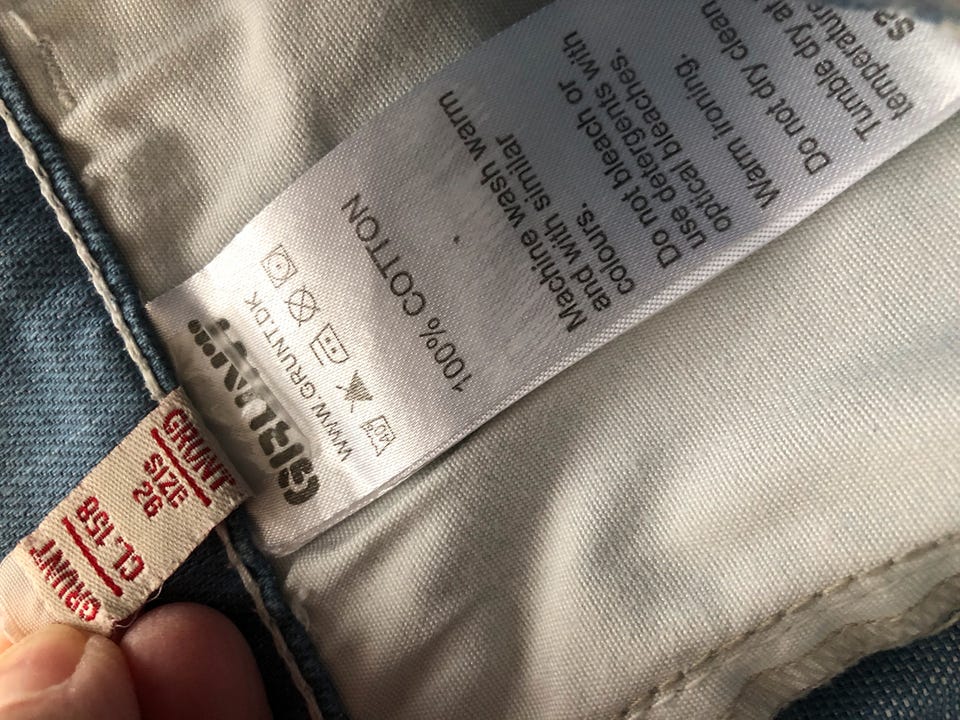 GRUNT
WWW.GRUNT.DK
40°
100% COTTON
Machine wash warm
and with similar
colours.
Do not bleach or
use detergents with
optical bleaches.
Warm ironing.
Do not dry clean
Tumble dry at
temperature
GRUNT
SIZE
26
CL. 158
GRUNT